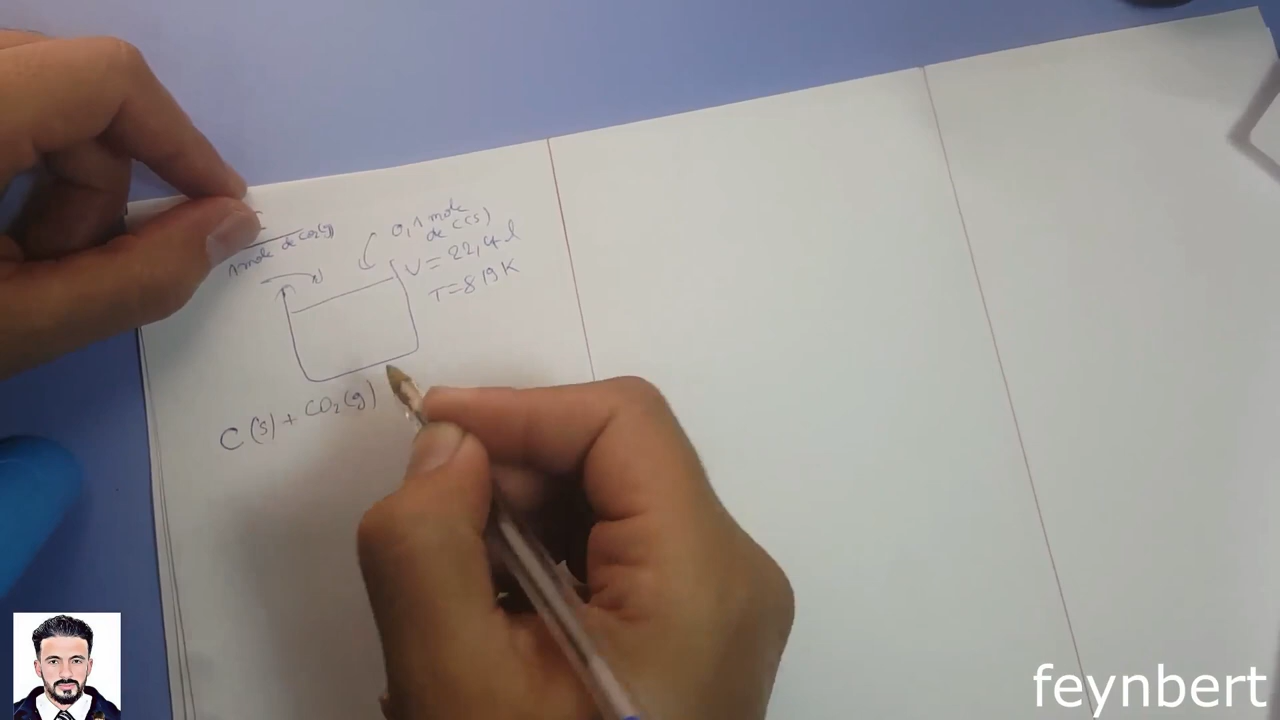 1 mole de CO2(g)
0,1 mole
de C(s)
V = 22,4 l
T = 819 K
C (s) + CO2 (g)
feynbert